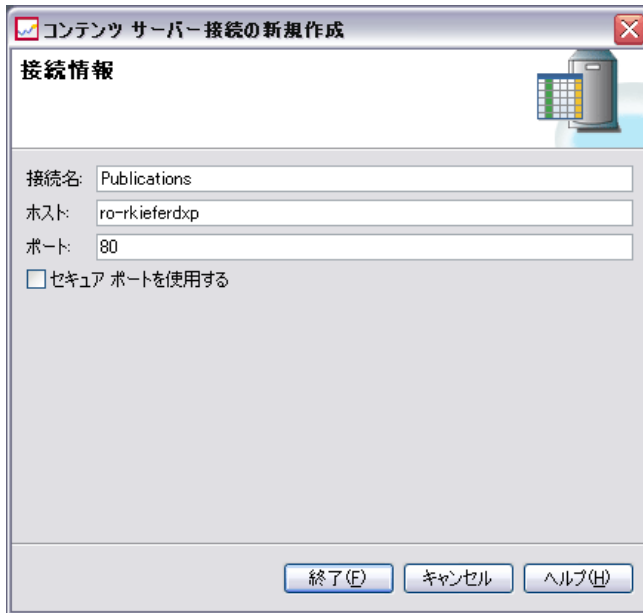 コンテンツ サーバー接続の新規作成
接続情報
接続名: Publications
ホスト: ro-rkieferdxp
ポート: 80
セキュア ポートを使用する
終了(F) キャンセル ヘルプ(H)